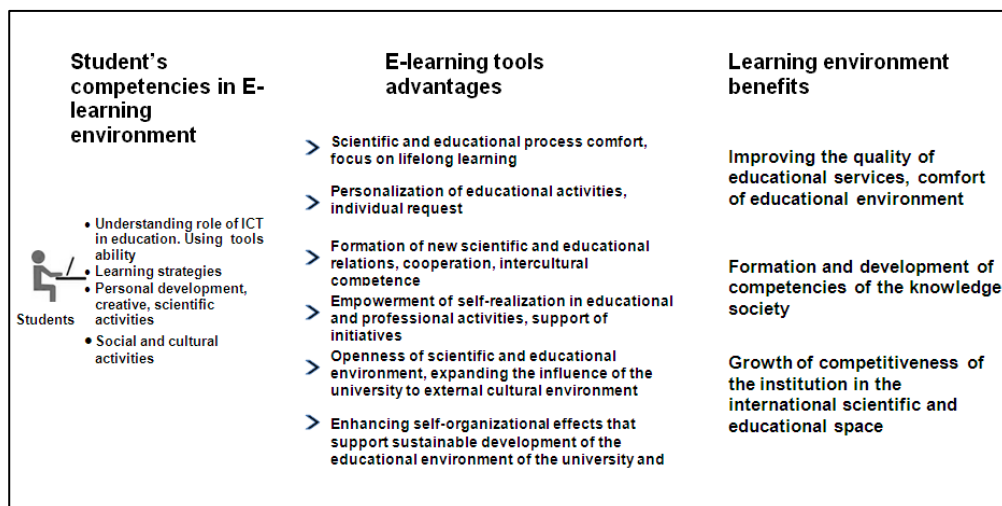 Student's
competencies in E-
learning
environment
• Understanding role of ICT
in education. Using tools
ability
• Learning strategies
• Personal development,
creative, scientific
activities
• Social and cultural
activities
Students
E-learning tools
advantages
Scientific and educational process comfort,
focus on lifelong learning
Personalization of educational activities,
individual request
Formation of new scientific and educational
relations, cooperation, intercultural
competence
Empowerment of self-realization in educational
and professional activities, support of
initiatives
Openness of scientific and educational
environment, expanding the influence of the
university to external cultural environment
Enhancing self-organizational effects that
support sustainable development of the
educational environment of the university and
Learning environment
benefits
Improving the quality of
educational services, comfort
of educational environment
Formation and development of
competencies of the knowledge
society
Growth of competitiveness of
the institution in the
international scientific and
educational space